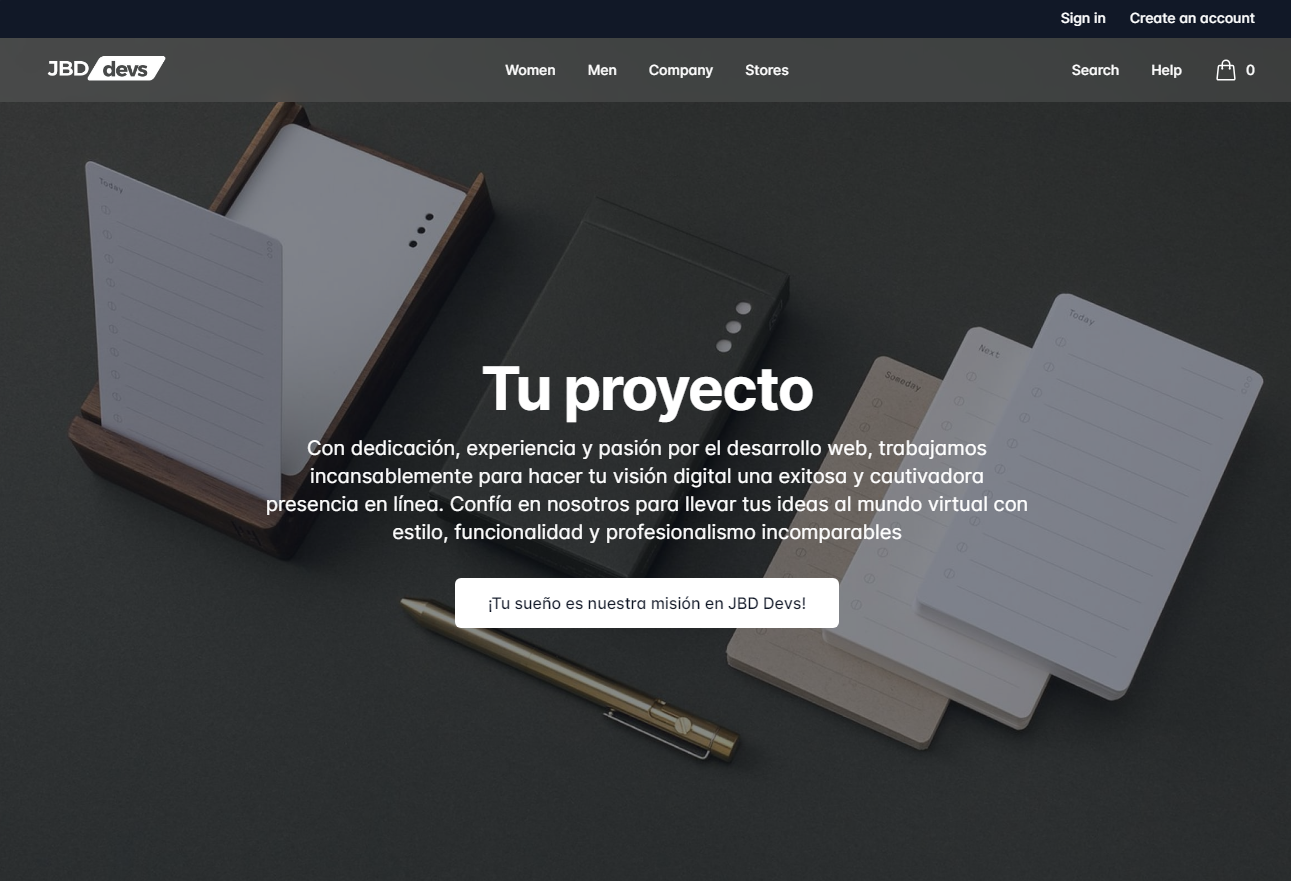 Sign in Create an account
JBD devs Women Men Company Stores Search Help 0
Today
Today
Next
Someday
Tu proyecto
Con dedicación, experiencia y pasión por el desarrollo web, trabajamos
incansablemente para hacer tu visión digital una exitosa y cautivadora
presencia en línea. Confía en nosotros para llevar tus ideas al mundo virtual con
estilo, funcionalidad y profesionalismo incomparables
¡Tu sueño es nuestra misión en JBD Devs!